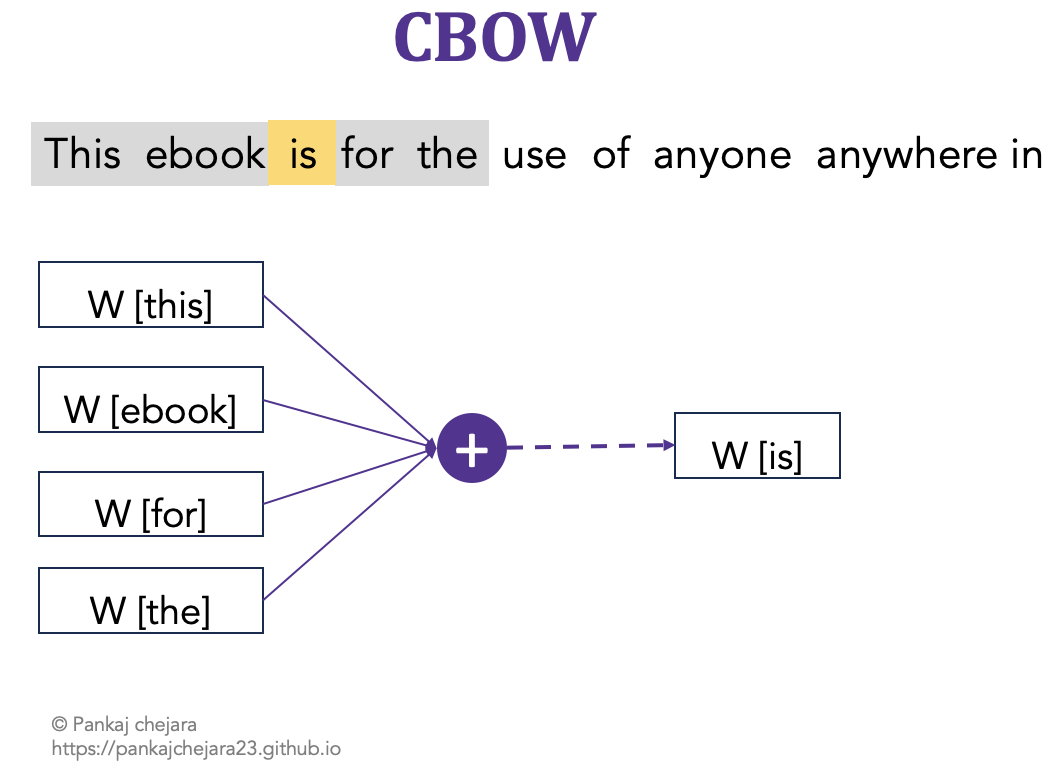 CBOW
This ebook is for the use of anyone anywhere in
W [this]
W [ebook]
W [for]
W [the]
+
W [is]
© Pankaj chejara
https://pankajchejara23.github.io